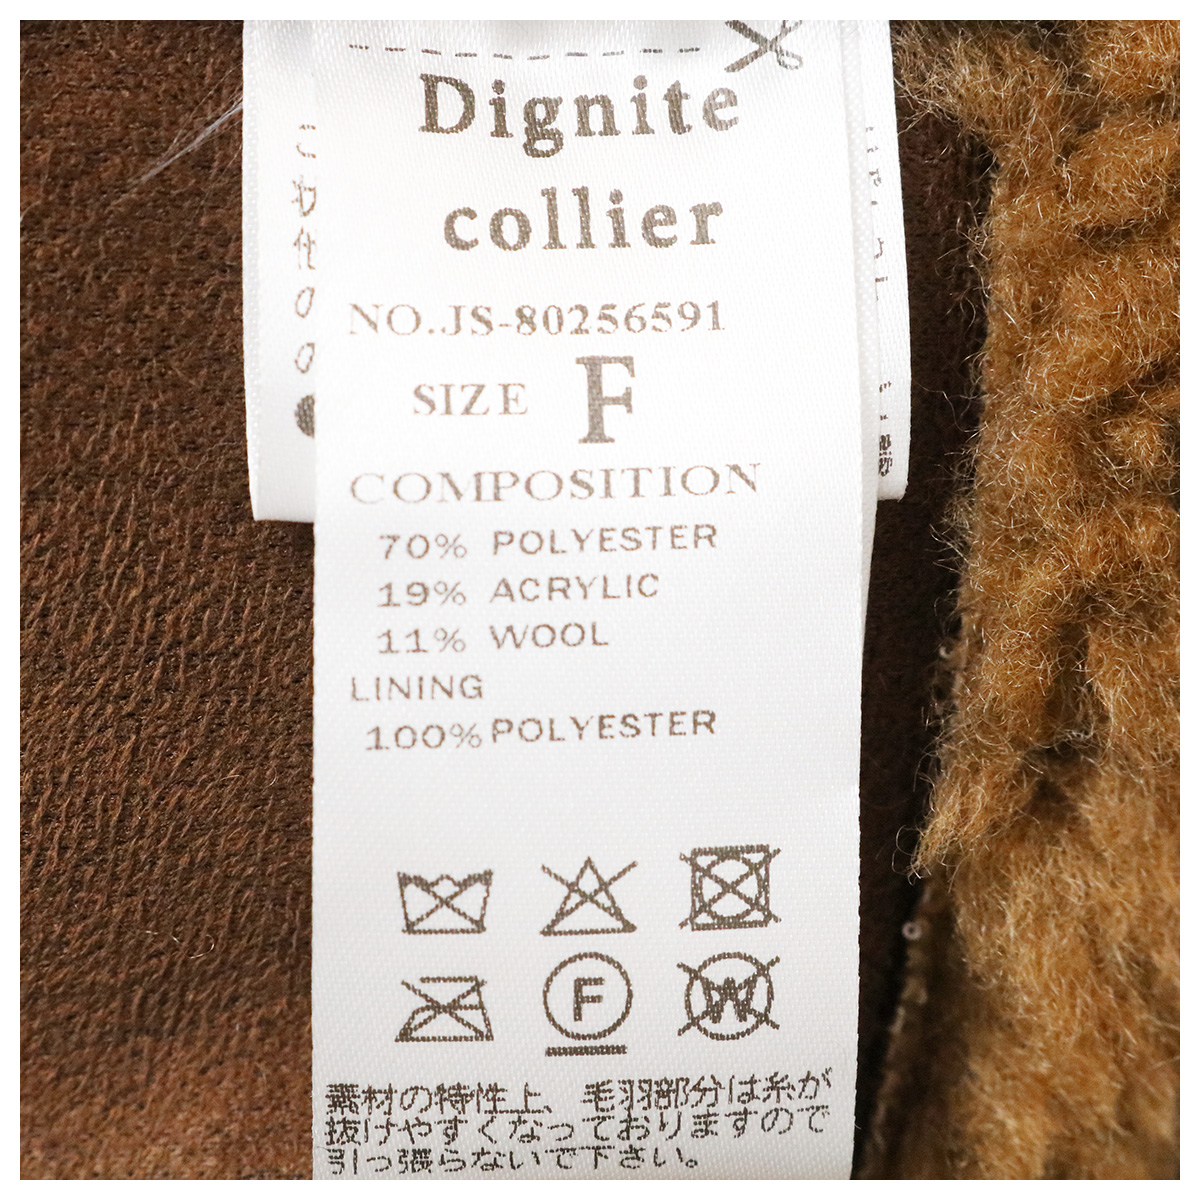 Dignite
collier
NO.JS-80256591
SIZE F
COMPOSITION
70% POLYESTER
19% ACRYLIC
11% WOOL
LINING
100% POLYESTER
F
W
素材の特性上、毛羽部分は糸が
抜けやすくなっておりますので
引っ張らないで下さい。